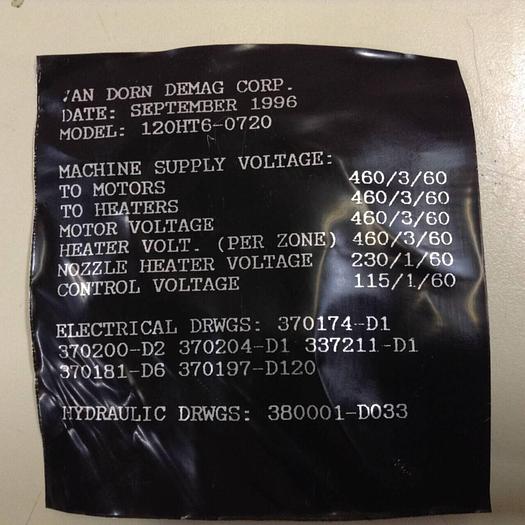 VAN DORN DEMAG CORP.
DATE: SEPTEMBER 1996
MODEL: 120HT6-0720
MACHINE SUPPLY VOLTAGE:
TO MOTORS 460/3/60
TO HEATERS 460/3/60
MOTOR VOLTAGE 460/3/60
HEATER VOLT. (PER ZONE) 460/3/60
NOZZLE HEATER VOLTAGE 230/1/60
CONTROL VOLTAGE 115/1/60
ELECTRICAL DRWGS: 370174-D1
370200-D2 370204-D1 337211-D1
370181-D6 370197-D120
HYDRAULIC DRWGS: 380001-D033